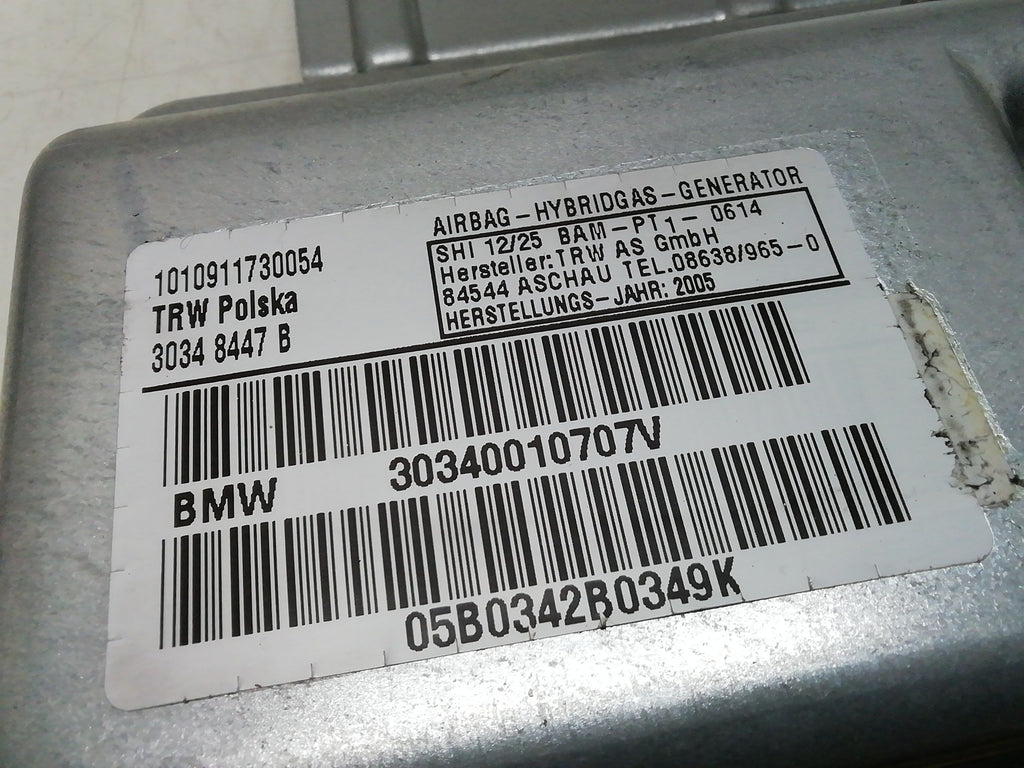 1010911730054
TRW Polska
3034 8447 B
AIRBAG-HYBRIDGAS-GENERATOR
SHI 12/25 BAM-PT1-0614
Hersteller: TRW AS GmbH
84544 ASCHAU TEL.08638/965-0
HERSTELLUNGS-JAHR: 2005
BMW 30340010707V
05B0342B0349K